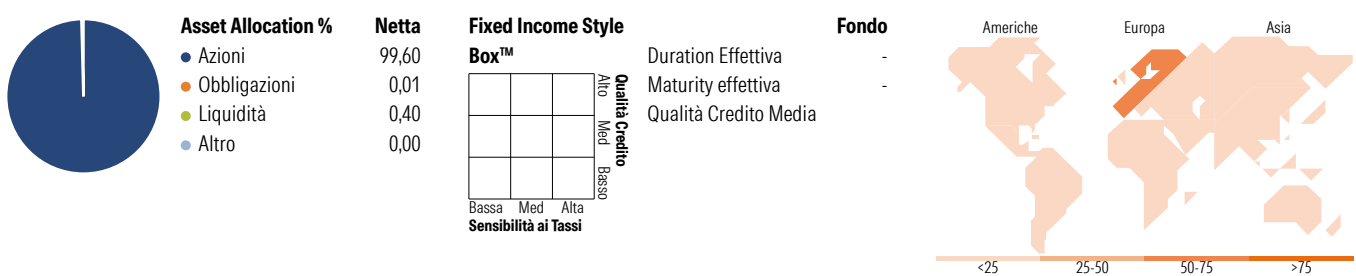 Asset Allocation % Netta
Azioni 99,60
Obbligazioni 0,01
Liquidità 0,40
Altro 0,00
Fixed Income Style
Box™
Alto Med Basso
Qualità Credito
Bassa Med Alta
Sensibilità ai Tassi
Fondo
Duration Effettiva -
Maturity effettiva -
Qualità Credito Media
Americhe Europa Asia
<25 25-50 50-75 >75